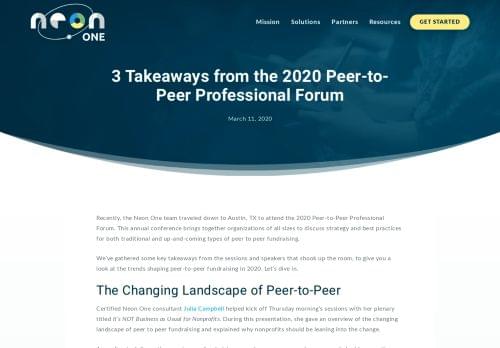 neon
ONE
Mission Solutions Partners Resources GET STARTED
3 Takeaways from the 2020 Peer-to-
Peer Professional Forum
March 11, 2020
Recently, the Neon One team traveled down to Austin, TX to attend the 2020 Peer-to-Peer Professional
Forum. This annual conference brings together organizations of all sizes to discuss strategy and best practices
for both traditional and up-and-coming types of peer to peer fundraising.
We've gathered some key takeaways from the sessions and speakers that shook up the room, to give you a
look at the trends shaping peer-to-peer fundraising in 2020. Let's dive in.
The Changing Landscape of Peer-to-Peer
Certified Neon One consultant Julia Campbell helped kick off Thursday morning's sessions with her plenary
titled It's NOT Business as Usual for Nonprofits. During this presentation, she gave an overview of the changing
landscape of peer to peer fundraising and explained why nonprofits should be leaning into the change.